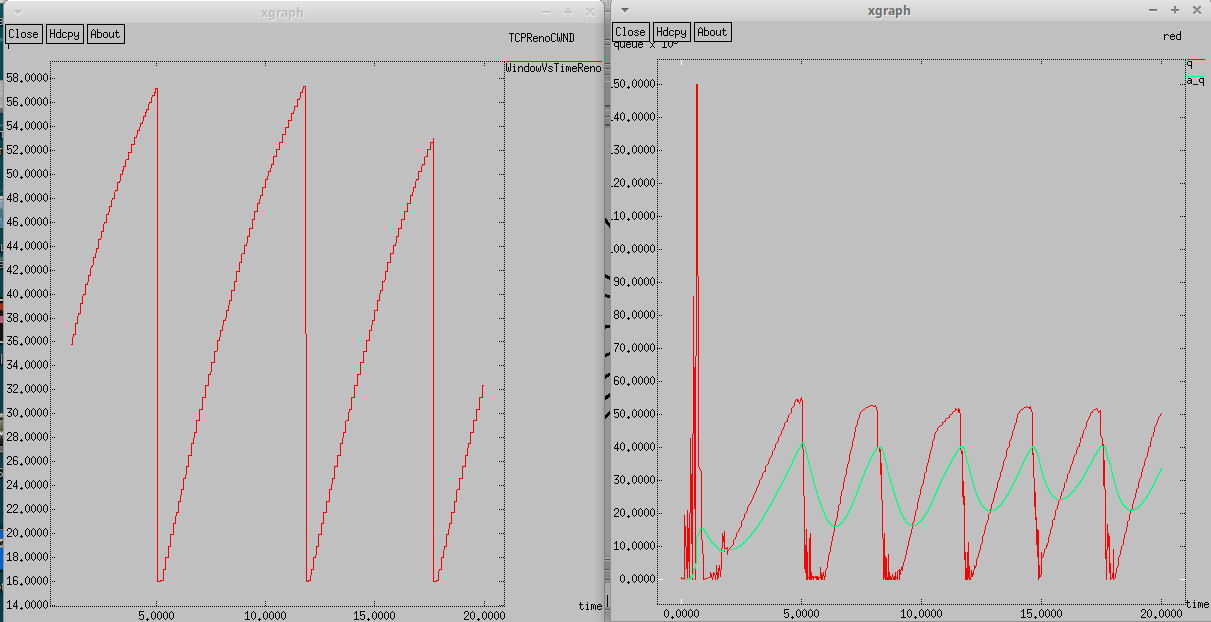 xgraph
Close Hdcpy About
TCPRenoCWND
WindowVsTimeReno
58.0000
56.0000
54.0000
52.0000
50.0000
48.0000
46.0000
44.0000
42.0000
40.0000
38.0000
36.0000
34.0000
32.0000
30.0000
28.0000
26.0000
24.0000
22.0000
20.0000
18.0000
16.0000
14.0000
5.0000 10.0000 15.0000 20.0000
time
xgraph
Close Hdcpy About
queue x 10
red
q
a_q
50.0000
40.0000
30.0000
20.0000
10.0000
00.0000
90.0000
80.0000
70.0000
60.0000
50.0000
40.0000
30.0000
20.0000
10.0000
0.0000
0.0000 5.0000 10.0000 15.0000 20.0000
time